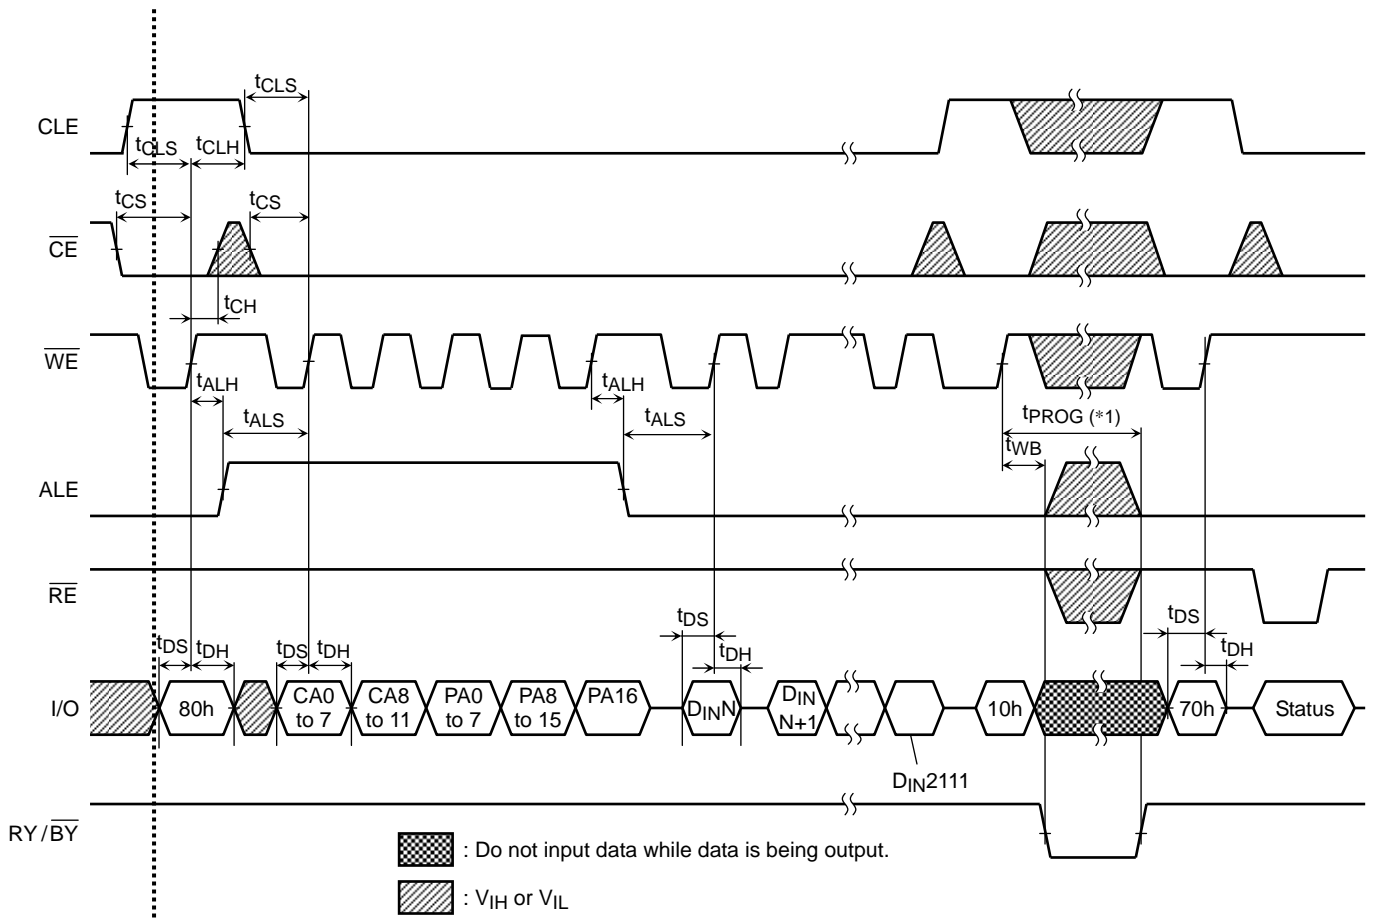 tCLS
CLE
tCLS tCLH
tCS tCS
CE
tCH
WE
tALH tALH
tALS tALS tPROG (*1)
tWB
ALE
RE
tDS tDH tDS tDH tDS tDH tDS tDH
I/O 80h CA0 to 7 CA8 to 11 PA0 to 7 PA8 to 15 PA16 DINN DIN N+1 10h 70h Status
DIN2111
RY/BY
: Do not input data while data is being output.
: VIH or VIL